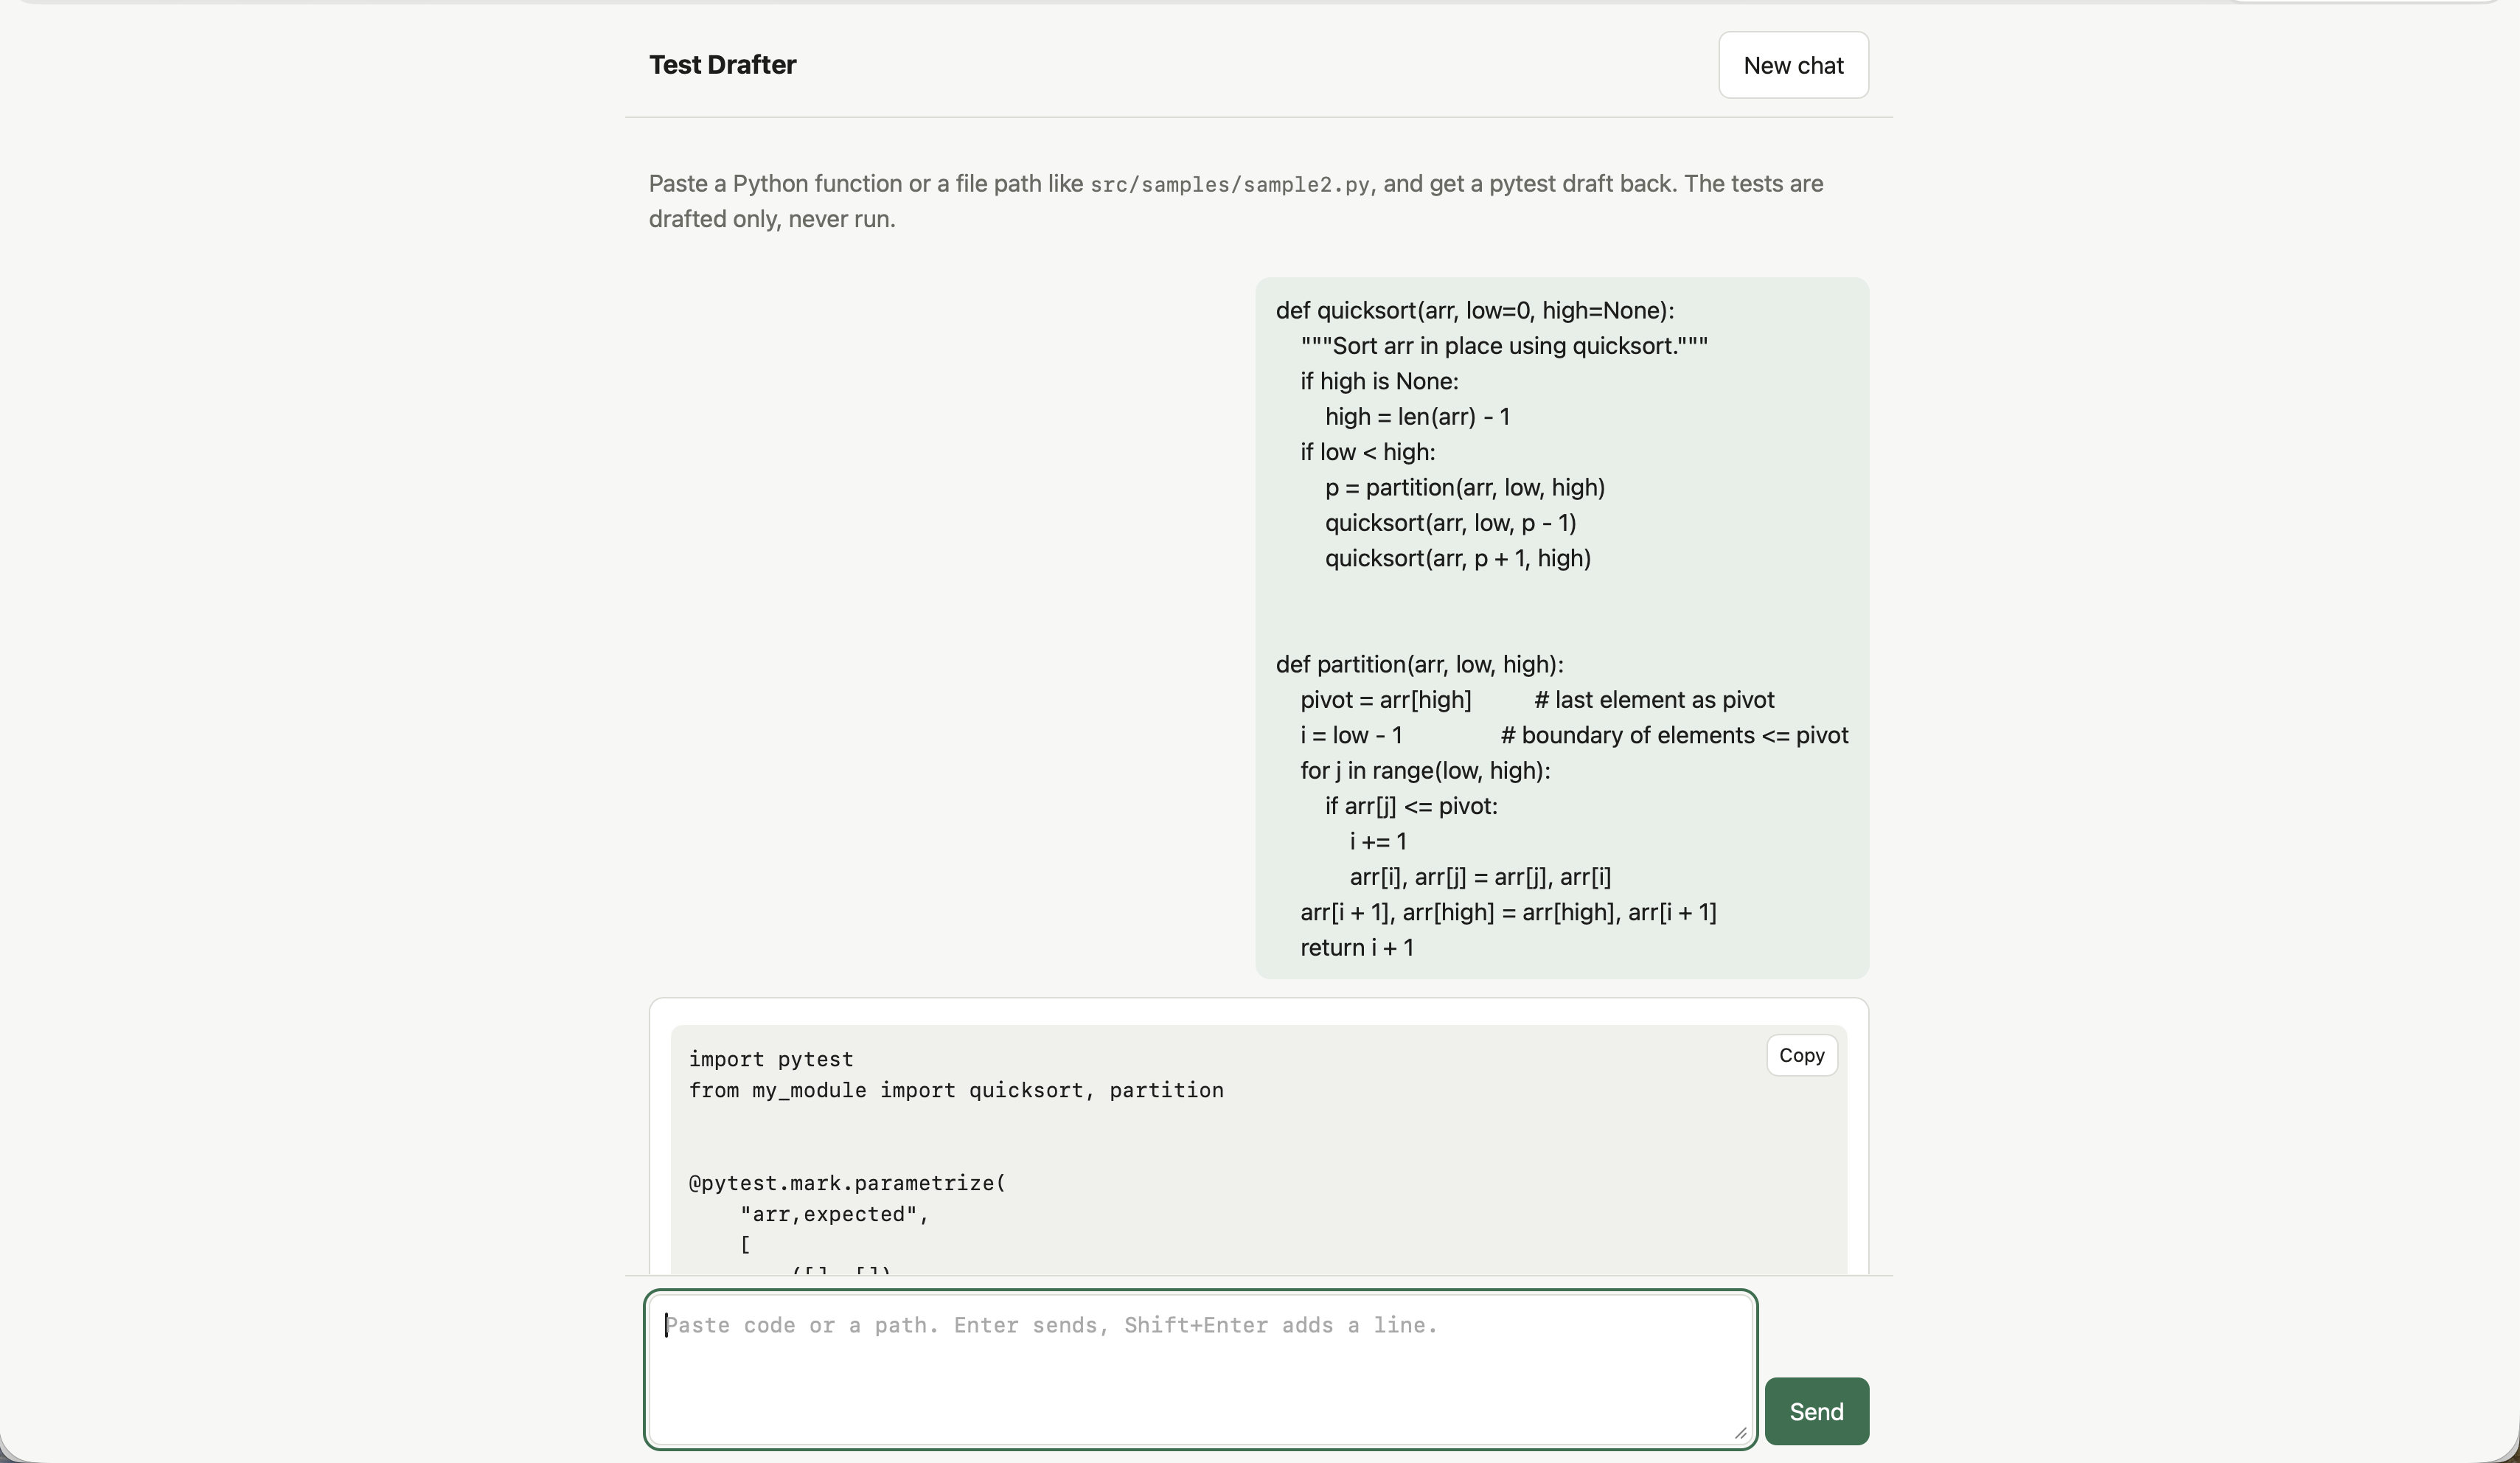 Test Drafter
New chat
Paste a Python function or a file path like src/samples/sample2.py, and get a pytest draft back. The tests are
drafted only, never run.
def quicksort(arr, low=0, high=None):
    """Sort arr in place using quicksort."""
    if high is None:
        high = len(arr) - 1
    if low < high:
        p = partition(arr, low, high)
        quicksort(arr, low, p - 1)
        quicksort(arr, p + 1, high)
def partition(arr, low, high):
    pivot = arr[high]          # last element as pivot
    i = low - 1                # boundary of elements <= pivot
    for j in range(low, high):
        if arr[j] <= pivot:
            i += 1
            arr[i], arr[j] = arr[j], arr[i]
    arr[i + 1], arr[high] = arr[high], arr[i + 1]
    return i + 1
Copy
import pytest
from my_module import quicksort, partition
@pytest.mark.parametrize(
    "arr,expected",
    [
Paste code or a path. Enter sends, Shift+Enter adds a line.
Send